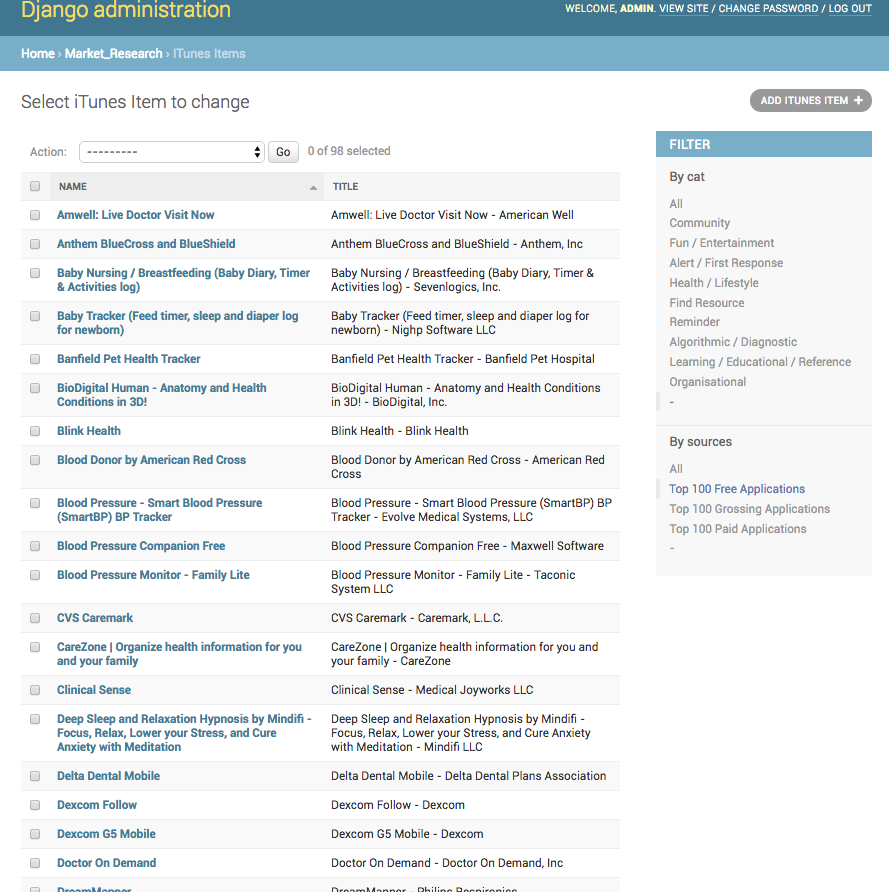 Django administration
WELCOME, ADMIN. VIEW SITE / CHANGE PASSWORD / LOG OUT
Home › Market_Research › iTunes Items
Select iTunes Item to change
ADD ITUNES ITEM +
Action: --------- Go 0 of 98 selected
NAME TITLE
Amwell: Live Doctor Visit Now
Amwell: Live Doctor Visit Now - American Well
Anthem BlueCross and BlueShield
Anthem BlueCross and BlueShield - Anthem, Inc
Baby Nursing / Breastfeeding (Baby Diary, Timer
& Activities log)
Baby Nursing / Breastfeeding (Baby Diary, Timer &
Activities log) - Sevenlogics, Inc.
Baby Tracker (Feed timer, sleep and diaper log
for newborn)
Baby Tracker (Feed timer, sleep and diaper log for
newborn) - Nighp Software LLC
Banfield Pet Health Tracker
Banfield Pet Health Tracker - Banfield Pet Hospital
BioDigital Human - Anatomy and Health
Conditions in 3D!
BioDigital Human - Anatomy and Health Conditions
in 3D! - BioDigital, Inc.
Blink Health
Blink Health - Blink Health
Blood Donor by American Red Cross
Blood Donor by American Red Cross - American Red
Cross
Blood Pressure - Smart Blood Pressure
(SmartBP) BP Tracker
Blood Pressure - Smart Blood Pressure (SmartBP) BP
Tracker - Evolve Medical Systems, LLC
Blood Pressure Companion Free
Blood Pressure Companion Free - Maxwell Software
Blood Pressure Monitor - Family Lite
Blood Pressure Monitor - Family Lite - Taconic
System LLC
CVS Caremark
CVS Caremark - Caremark, L.L.C.
CareZone | Organize health information for you
and your family
CareZone | Organize health information for you and
your family - CareZone
Clinical Sense
Clinical Sense - Medical Joyworks LLC
Deep Sleep and Relaxation Hypnosis by Mindifi -
Focus, Relax, Lower your Stress, and Cure
Anxiety with Meditation
Deep Sleep and Relaxation Hypnosis by Mindifi -
Focus, Relax, Lower your Stress, and Cure Anxiety
with Meditation - Mindifi LLC
Delta Dental Mobile
Delta Dental Mobile - Delta Dental Plans Association
Dexcom Follow
Dexcom Follow - Dexcom
Dexcom G5 Mobile
Dexcom G5 Mobile - Dexcom
Doctor On Demand
Doctor On Demand - Doctor On Demand, Inc
DreamMapper
DreamMapper - Philips Respironics
FILTER
By cat
All
Community
Fun / Entertainment
Alert / First Response
Health / Lifestyle
Find Resource
Reminder
Algorithmic / Diagnostic
Learning / Educational / Reference
Organisational
-
By sources
All
Top 100 Free Applications
Top 100 Grossing Applications
Top 100 Paid Applications
-